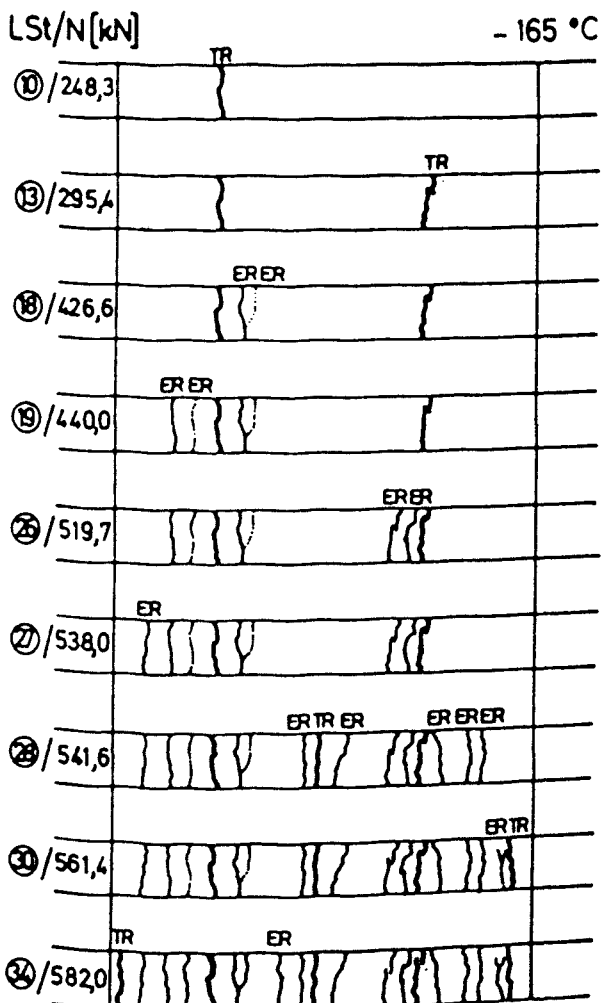 LSt/N[kN] - 165 °C
TR
⑩/248,3
TR
⑬/295,4
ER ER
⑱/426,6
ER ER
⑲/440,0
ER ER
㉖/519,7
ER
㉗/538,0
ER TR ER ER ER ER
㉘/541,6
ER TR
㉚/561,4
TR ER
㉞/582,0